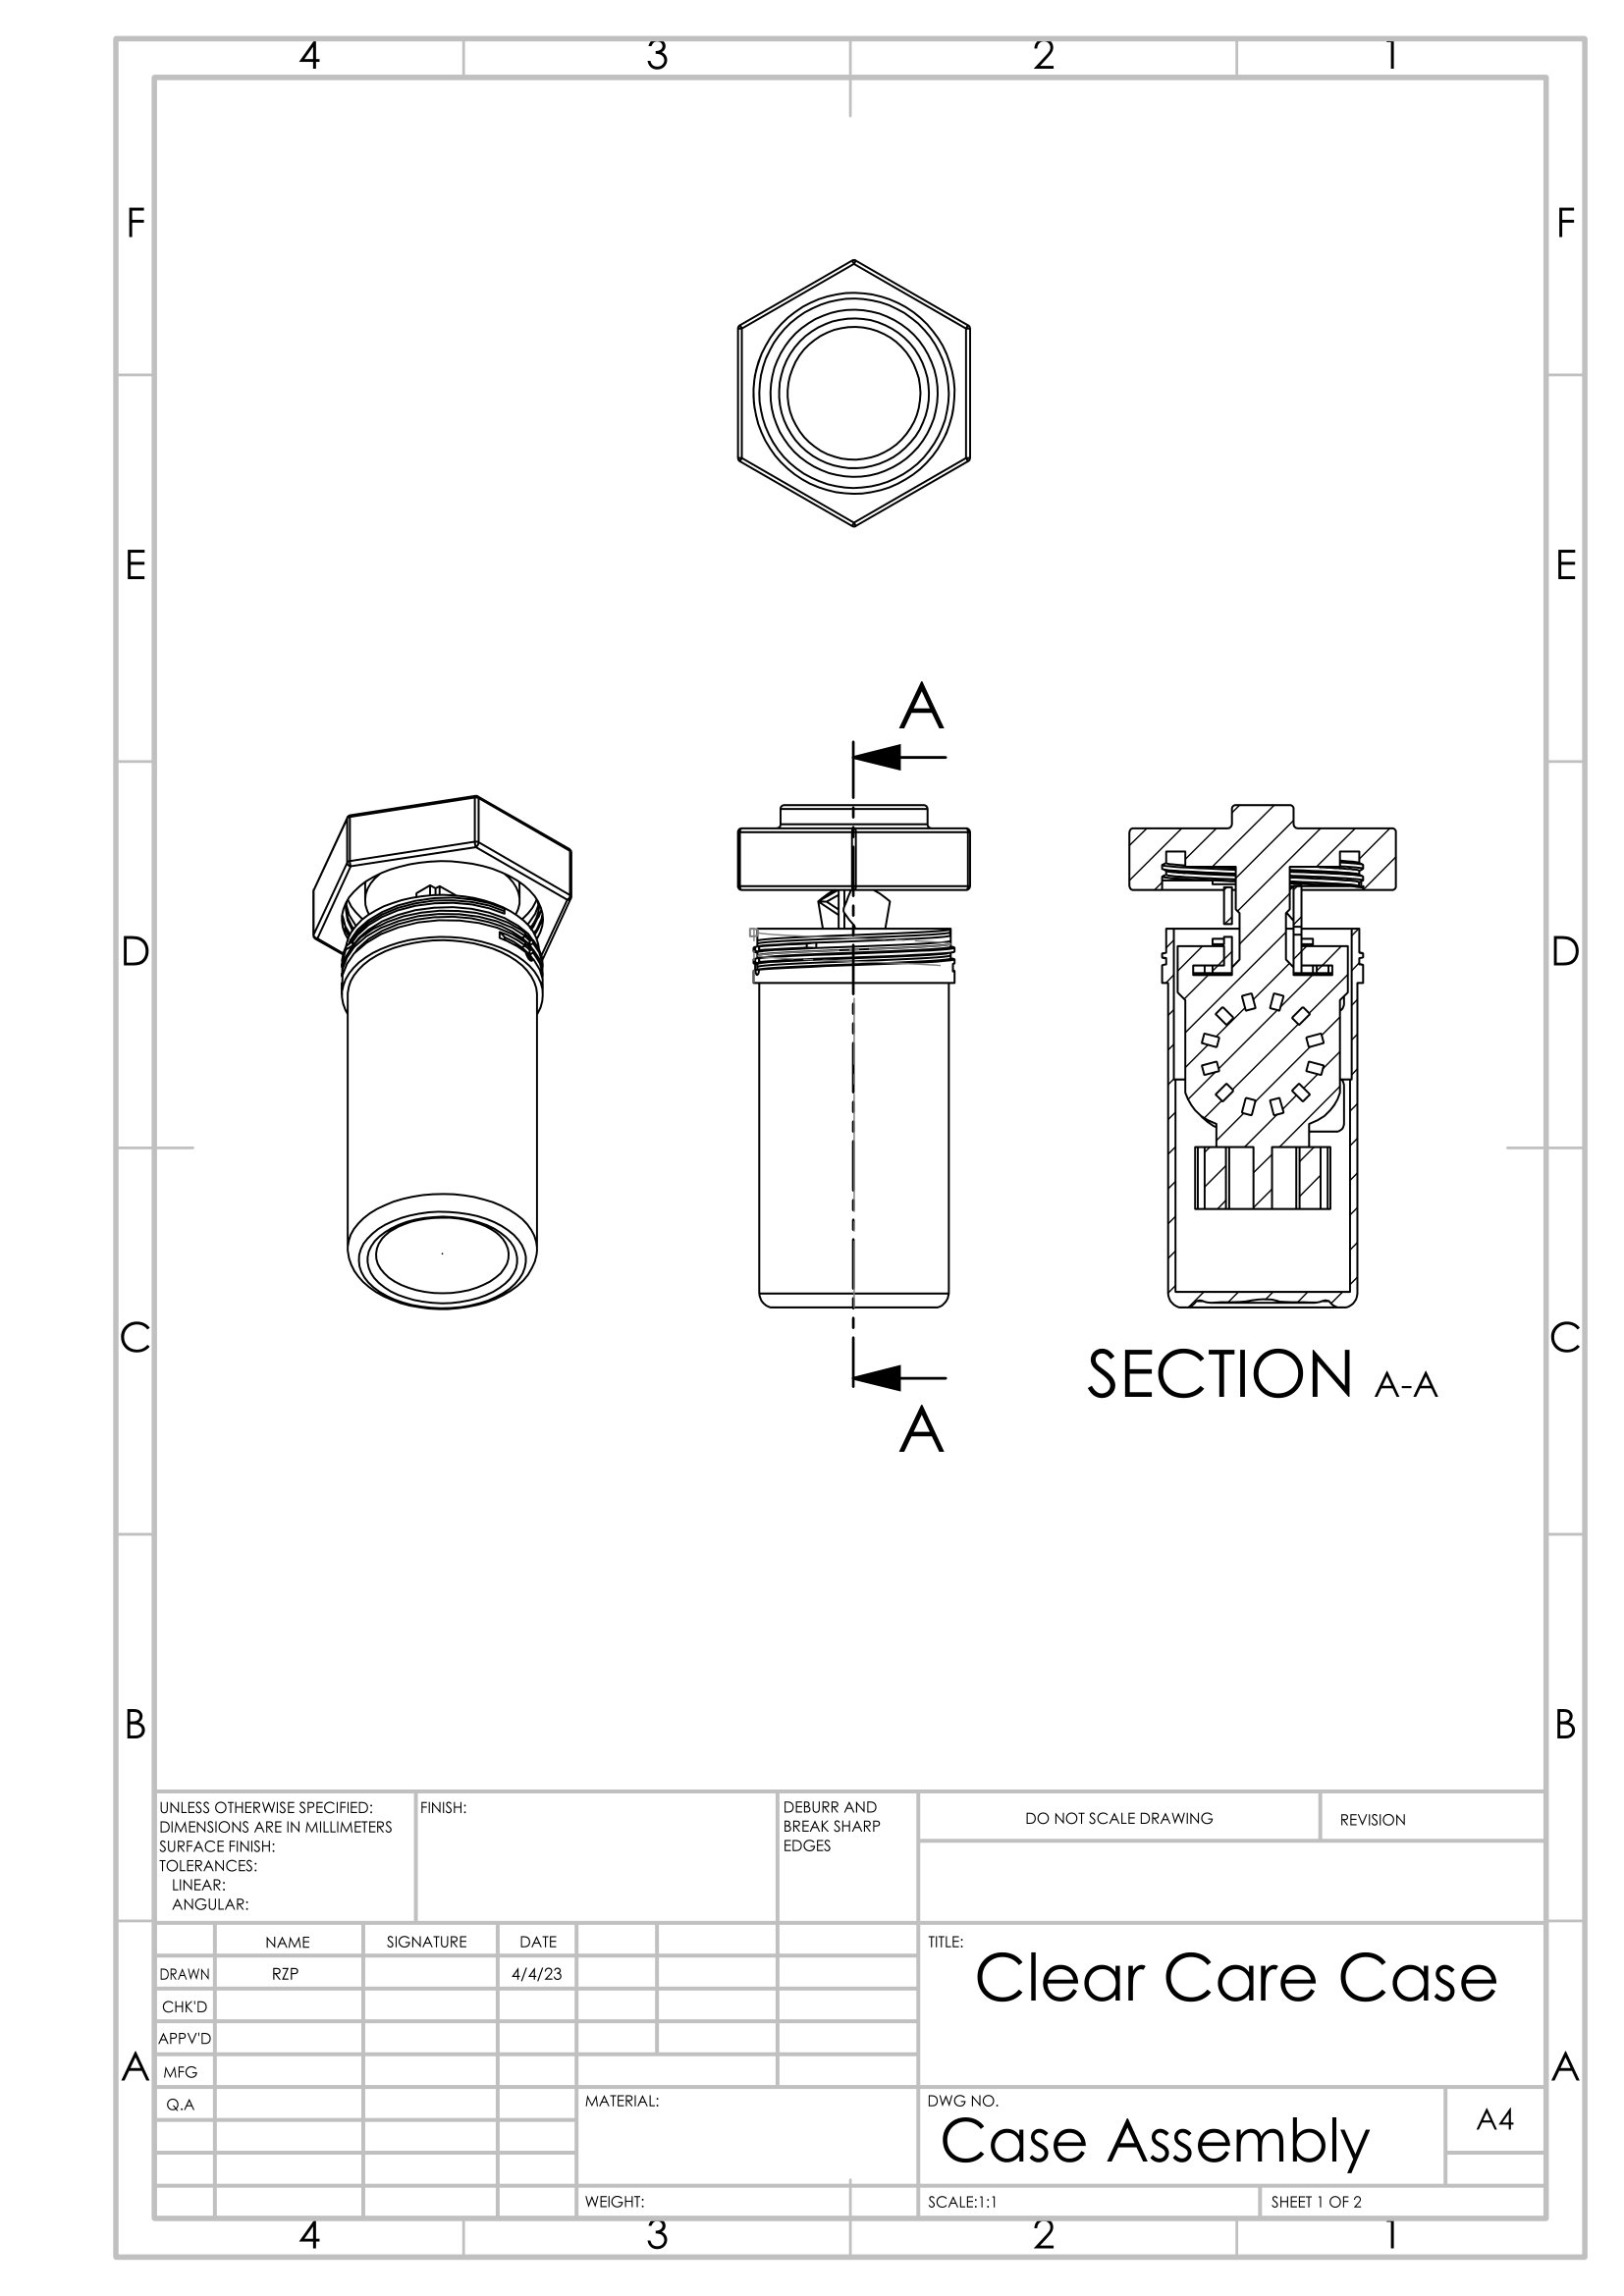 4 3 2 1
F F
E E
A
D D
A
SECTION A-A
C C
B B
UNLESS OTHERWISE SPECIFIED:
DIMENSIONS ARE IN MILLIMETERS
SURFACE FINISH:
TOLERANCES:
LINEAR:
ANGULAR:
FINISH:
DEBURR AND
BREAK SHARP
EDGES
DO NOT SCALE DRAWING
REVISION
NAME SIGNATURE DATE
DRAWN RZP 4/4/23
CHK'D
APPV'D
MFG
Q.A
A A
TITLE:
Clear Care Case
MATERIAL:
DWG NO.
Case Assembly
A4
WEIGHT:
SCALE:1:1
SHEET 1 OF 2
4 3 2 1